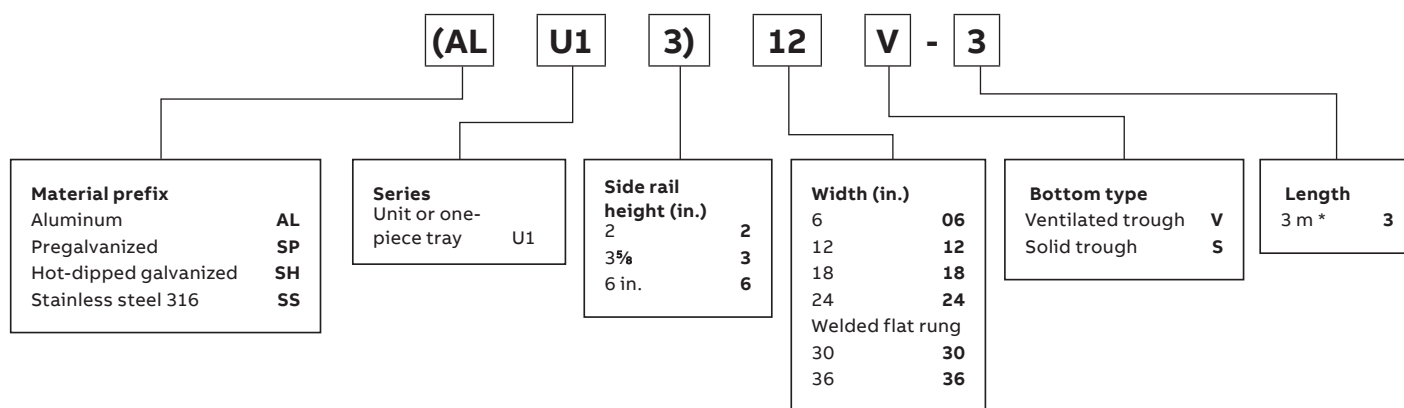 (AL U1 3) 12 V - 3
Material prefix
Aluminum AL
Pregalvanized SP
Hot-dipped galvanized SH
Stainless steel 316 SS
Series
Unit or one-
piece tray U1
Side rail
height (in.)
2 2
3⅝ 3
6 in. 6
Width (in.)
6 06
12 12
18 18
24 24
Welded flat rung
30 30
36 36
Bottom type
Ventilated trough V
Solid trough S
Length
3 m * 3